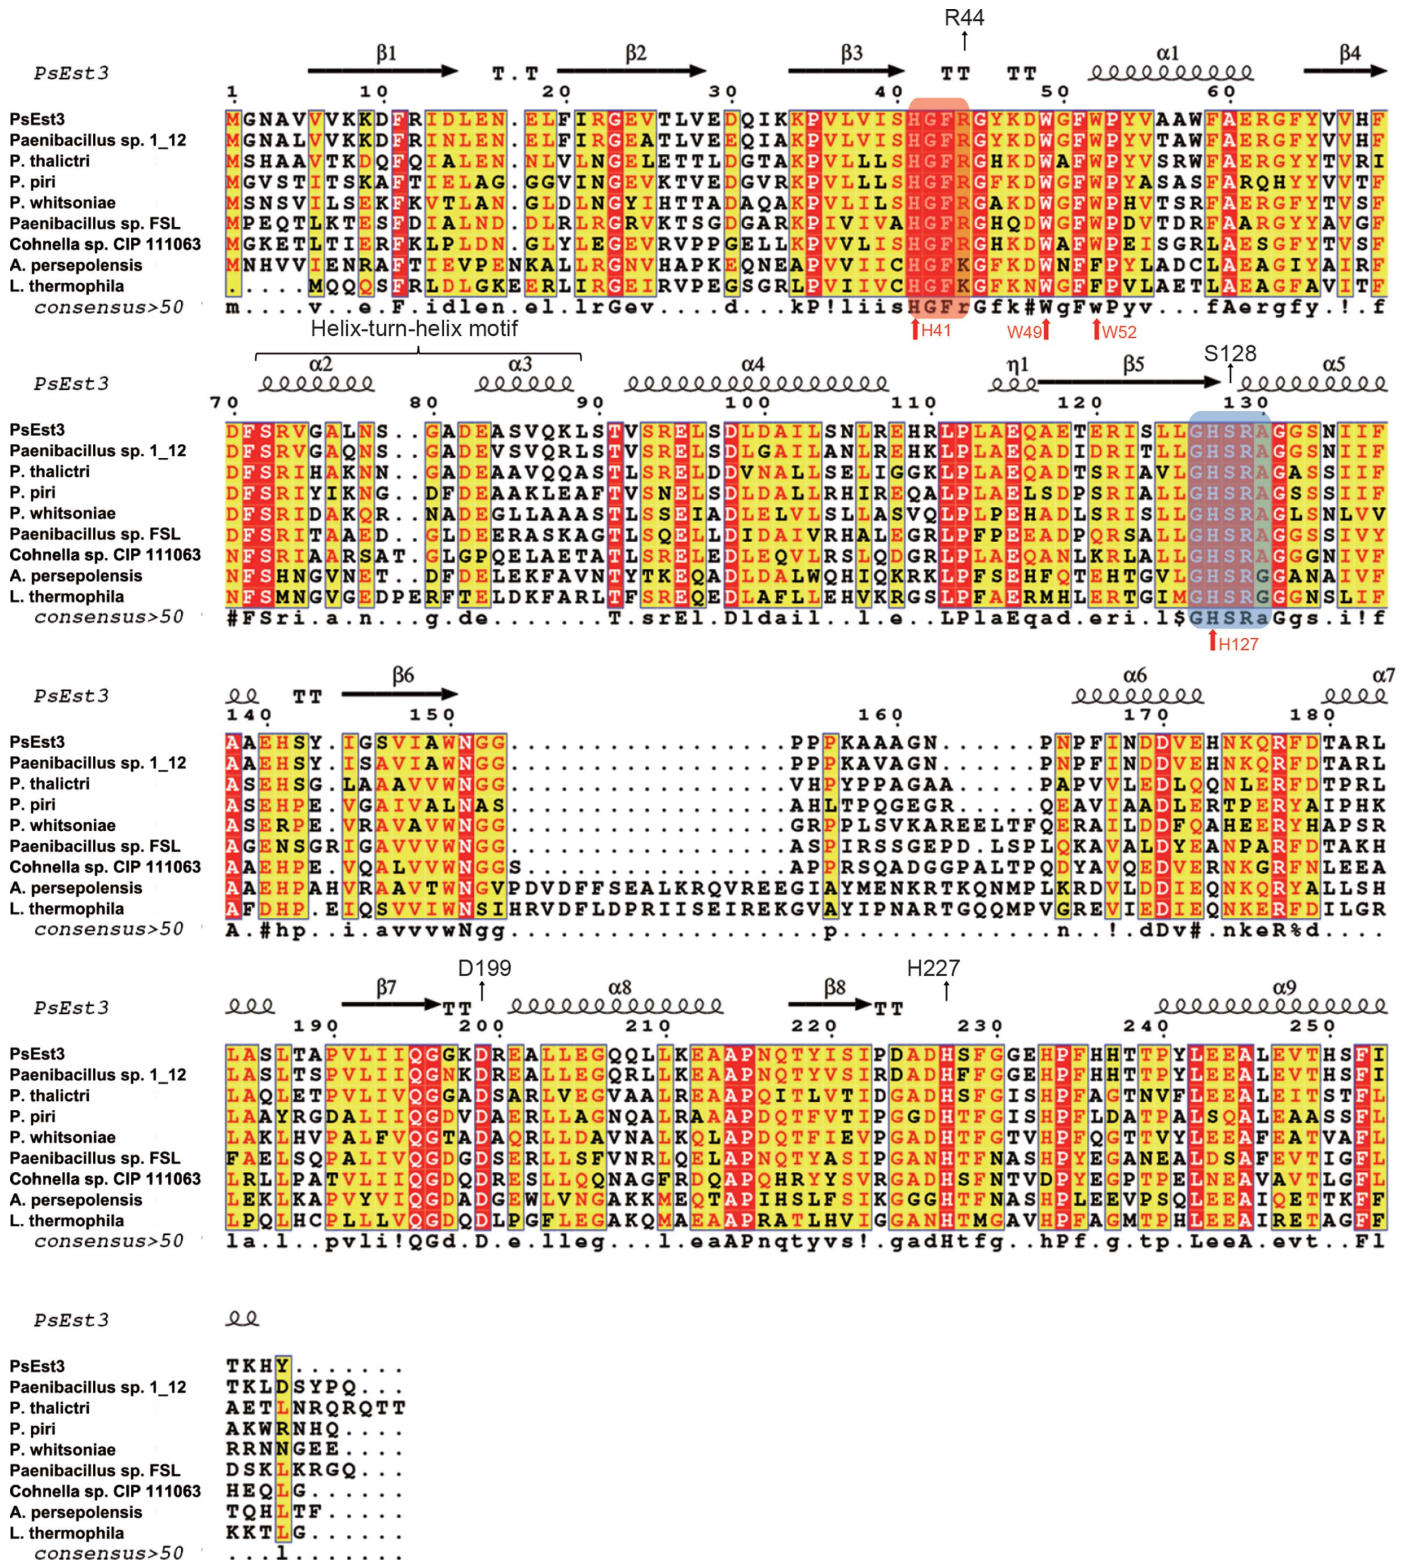 R44
PsEst3 β1 T.T β2 β3 TT TT α1 β4
1 10 20 30 40 50 60
PsEst3 MGNAVVVKKDFRIDLEN.ELFIRGEVTLVEDQIKKPVLVISHGFRGYKDWGFWPYVAAWFAERGFYVVHF
Paenibacillus sp. 1_12 MGNALVVKKDFRINLEN.ELFIRGEATLVEEQIAKPVLVISHGFRGYKDWGFWPYVTAWFAERGFYVVHF
P. thalictri MSHAAVTKDQFQIALEN.NLVLNGELETTLDGTAKPVLLLSHGFRGHKDWAFWPYVSRWFAERGYYTVRI
P. piri MGVSTITSKAFTIELAG.GGVINGEVKTVEDGVRKPVLLLSHGFRGFKDWGFWPYASASFARQHYYVVTF
P. whitsoniae MSNSVILSEKFKVTLAN.GLDLNGYIHTTADAQAKPVLILSHGFRGAKDWGFWPYVTSRFAERGFYTVSF
Paenibacillus sp. FSL MPEQTLKTESFDIALND.LRLGRVKTSGDGARKPIVIVAHGFRGHQDWGFWPDVTDRFAARGYYAVGF
Cohnella sp. CIP 111063 MGKETLTIERFKLPLDN.GLYLEGEVRVPPGELLKPVVLISHGFRGHKDWAFWPEISGRLAESGFYTVSF
A. persepolensis MNHVVIENRAFTIEVPENKALLRGNVHAPKEQNEAPVVIICHGFKGFKDWNFFPYLADCLAEAGIYAIRF
L. thermophila .....MQQQSFRLDLGKEERLIRGEIRVPEGSGRLPVIIVCHGFKGFKDWGFFPVLAETLAEAGFAVITF
consensus>50 m....v..e.F.idlen.el.lrGev....d...kP!liisHGFrGfk#WgFwPyv...fAergfy.!.f
H41 W49 W52
Helix-turn-helix motif
S128
PsEst3 α2 α3 α4 η1 β5 α5
70 80 90 100 110 120 130
PsEst3 DFSRVGALNS..GADEASVQKLSTVSRELSDLDAILSNLREHRLPLAEQAETERISLLGHSRAGGSNIIF
Paenibacillus sp. 1_12 DFSRVGAQNS..GADEVSVQRLSTVSRELSDLGAILANLREHKLPLAEQADIDRITLLGHSRAGGSNIIF
P. thalictri DFSRIHAKNN..GADEAAVQQASTLSRELDDVNALLSELIGGKLPLAEQADTSRIAVLGHSRAGASSIIF
P. piri DFSRIYIKNG..DFDEAAKLEAFTVSNELSDLDALLRHIREQALPLAELSDPSRIALLGHSRAGSSSIIF
P. whitsoniae DFSRIDAKQR..NADEGLLAAASTLSSEIADLELVLSLLASVQLPLPEHADLSRISLLGHSRAGLSNLVV
Paenibacillus sp. FSL DFSRITAEDR..GLDEERASKAGTLSQELLDIDAIVRHALEGRLPFPEEADPQRSALLGHSRAGGSSIVY
Cohnella sp. CIP 111063 NFSRIAARSAT.GLGPQELAETATLSRELEDLEQVLRSLQDGRLPLAEQANLKRLALLGHSRAGGGNIVF
A. persepolensis NFSHNGVNET..DFDELEKFAVNTYTKEQADLDALWQHIQKRKLPFSEHFQTEHTGVLGHSRGGANAIVF
L. thermophila NFSMNGVGEDPERFTELDKFARLTFSREQEDLAFLLEHVKRGSLPFAERMHLERTGIMGHSRGGGNSLIF
consensus>50 #FSri.a.n...g.de.......T.srEl.Dldail..l.e..LPlaEqad.eri.l$GHSRaGgs.i!f
H127
PsEst3 TT β6 α6 α7
140 150 160 170 180
PsEst3 AAEHSY.IGSVIAWNGG.................PPPKAAAGN......PNPFINDDVEHNKQRFDTARL
Paenibacillus sp. 1_12 AAEHSY.ISAVIAWNGG.................PPPKAVAGN......PNPFINDDVEHNKQRFDTARL
P. thalictri ASEHSG.LAAAVVWNGG.................VHPYPPAGAA.....PAPVVLEDLQQNLERFDTPRL
P. piri ASEHPE.VGAIVALNAS.................AHLTPQGEGR.....QEAVIAADLERTPERYAIPHK
P. whitsoniae ASERPE.VRAVAVWNGG.................GRPPLSVKAREELTFQERAILDDFQAHEERYHAPSR
Paenibacillus sp. FSL AGENSGRIGAVVVWNGG.................ASPIRSSGEPD.LSPLQKAVALDYEANPARFDTAKH
Cohnella sp. CIP 111063 AAEHPE.VQALVVWNGGS................APPRSQADGGPALTPQDYAVQEDVERNKGRFNLEEA
A. persepolensis AAEHPAHVRAAVTWNGVPDVDFFSEALKRQVREEGIAYMENKRTKQNMPLKRDVLDDIEQNKQRYALLSH
L. thermophila AFDHP.EIQSVVIWNSIHRVDFLDPRIISEIREKGVAYIPNARTGQQMPVGREVIEDIEQNKERFDILGR
consensus>50 A.#hp..i.avvvwNgg...................p.............n..!.dDv#.nkeR%d....
D199 H227
PsEst3 β7 TT α8 β8 TT α9
190 200 210 220 230 240 250
PsEst3 LASLTAPVLIIQGGKDREALLEGQQLLKEAAPNQTYISIPDADHSFGGEHPFHHTTPYLEEALEVTHSFI
Paenibacillus sp. 1_12 LASLTSPVLIIQGNKDREALLEGQRLLKEAAPNQTYVSIRDADHFFGGEHPFHHTTPYLEEALEVTHSFI
P. thalictri LAQLETPVLIVQGGADSARLVEGVAALREAAPQITLVTIDGADHSFGISHPFAGTNVFLEEALEITSTFL
P. piri LAAYRGDALIIQGDVDAERLLAGNQALRAAAPDQTFVTIPGGDHTFGISHPFLDATPALSQALEAASSFL
P. whitsoniae LAKLHVPALFVQGTADAQRLLDAVNALKQLAPDQTFIEVPGADHTFGTVHPFQGTTVYLEEAFEATVAFL
Paenibacillus sp. FSL FAELSQPALIVQGDGDSERLLSFVNRLQELAPNQTYASIPGANHTFNASHPYEGANEALDSAFEVTIGFL
Cohnella sp. CIP 111063 LRLLPATVLIIQGDQDRESLLQQNAGFRDQAPQHRYYSVRGADHSFNTVDPYEGPTPELNEAVAVTLGFL
A. persepolensis LEKLKAPVYVIQGDADGEWLVNGAKKMEQTAPIHSLFSIKGGGHTFNASHPLEEVPSQLEEAIQETTKFF
L. thermophila LPQLHCPLLLVQGDQDLPGFLEGAKQMAEAAPRATLHVIGGANHTMGAVHPFAGMTPHLEEAIRETAGFF
consensus>50 la.l..pvli!QGd.D.e.lleg...l.eaAPnqtyvs!.gadHtfg..hPf.g.tp.LeeA.evt..Fl
PsEst3
PsEst3 TKHY.......
Paenibacillus sp. 1_12 TKLDSYPQ...
P. thalictri AETLNRQRQTT
P. piri AKWRNHQ....
P. whitsoniae RRNNGEE....
Paenibacillus sp. FSL DSKLKRGQ...
Cohnella sp. CIP 111063 HEQLG......
A. persepolensis TQHLTF.....
L. thermophila KKTLG......
consensus>50 ...l.......